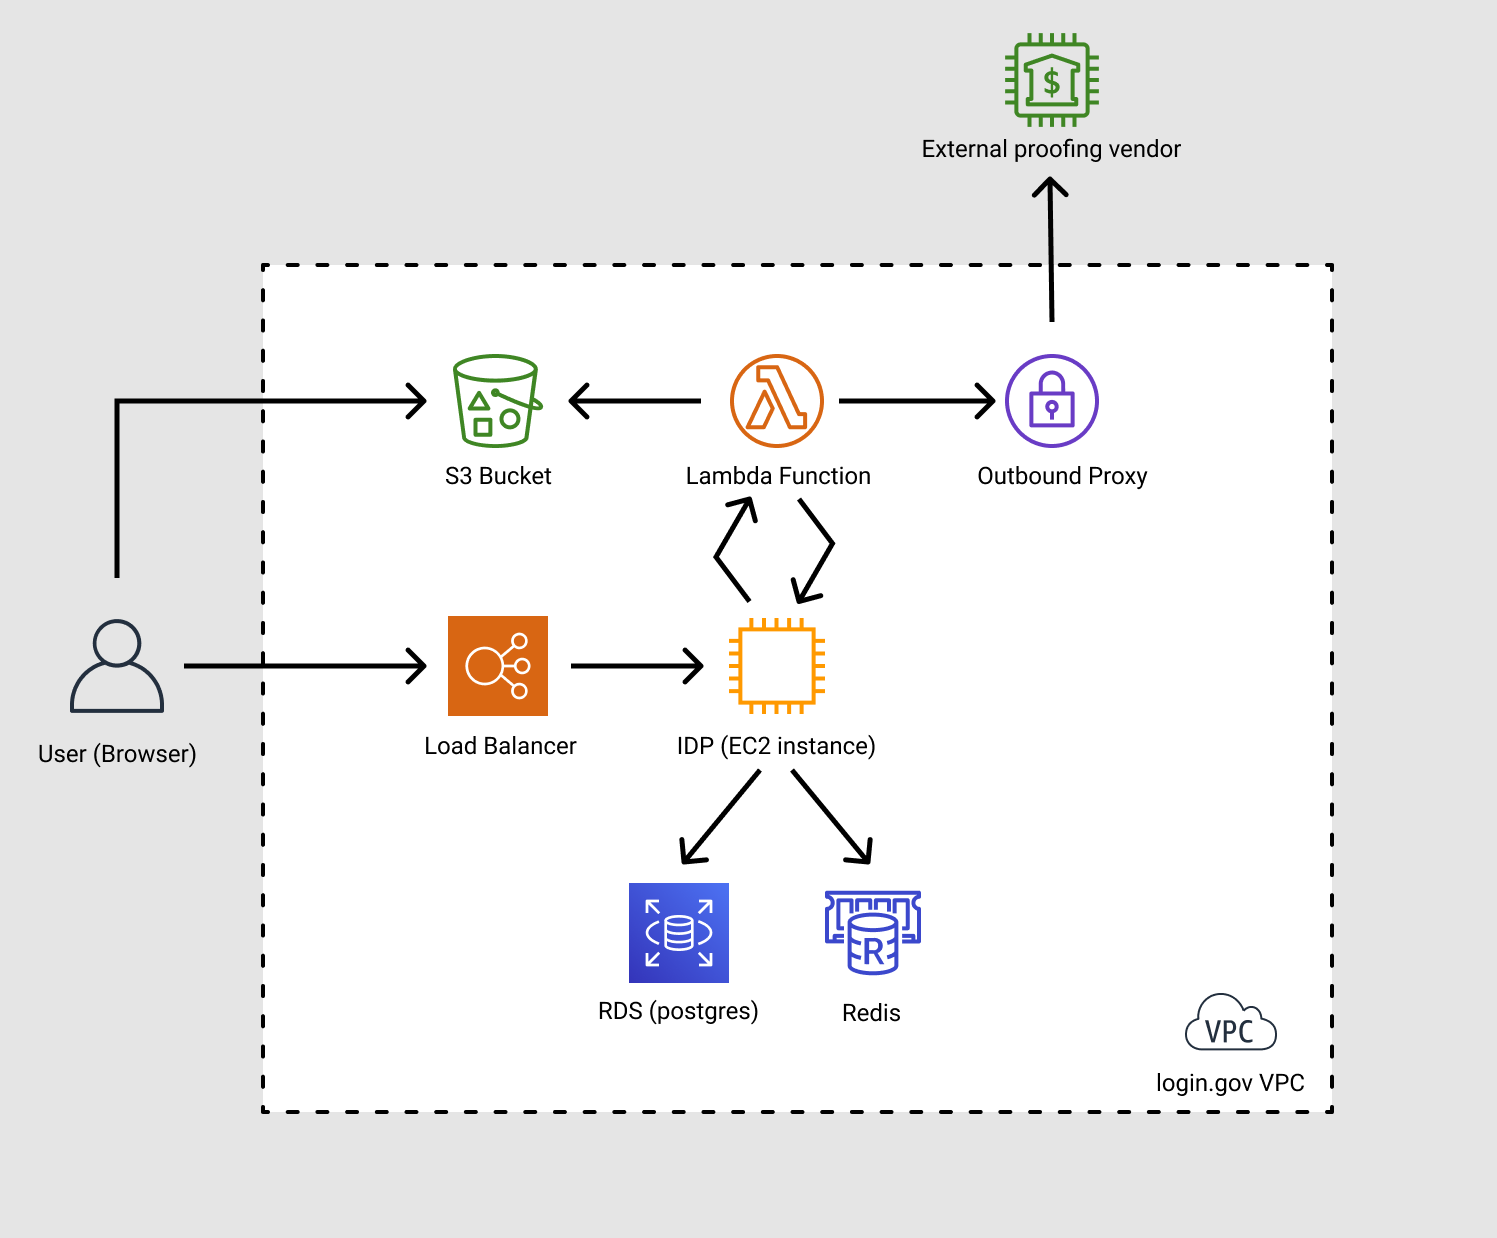 $
External proofing vendor
S3 Bucket
Lambda Function
Outbound Proxy
User (Browser)
Load Balancer
IDP (EC2 instance)
R
RDS (postgres)
Redis
VPC
login.gov VPC